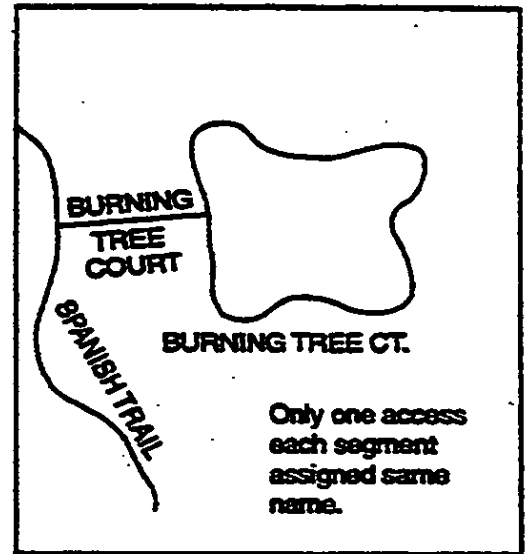 BURNING
TREE
COURT
SPANISH TRAIL
BURNING TREE CT.
Only one access
each segment
assigned same
name.